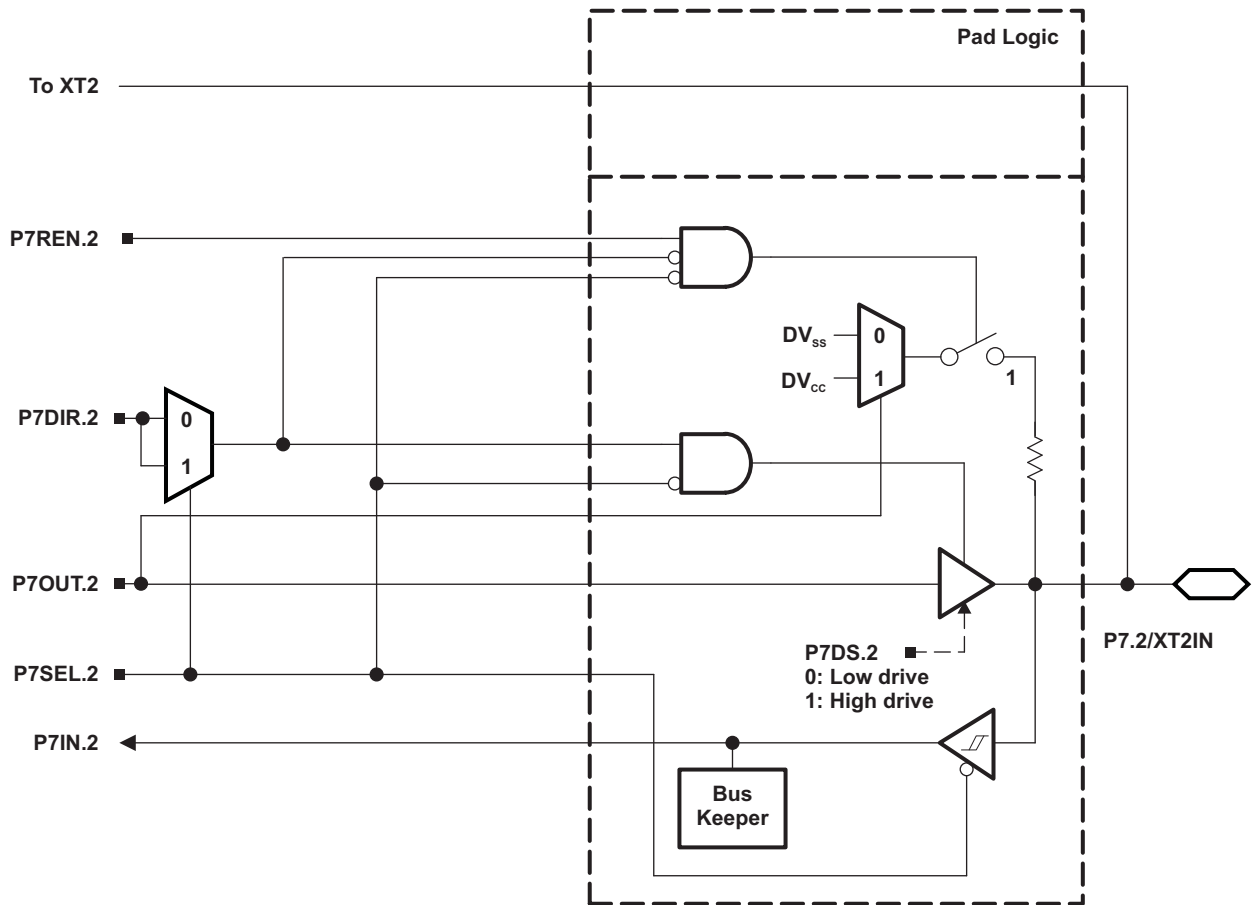 Pad Logic
To XT2
P7REN.2
DVss
0
DVcc
1
1
P7DIR.2
0
1
P7OUT.2
P7DS.2
0: Low drive
1: High drive
P7.2/XT2IN
P7SEL.2
P7IN.2
Bus
Keeper